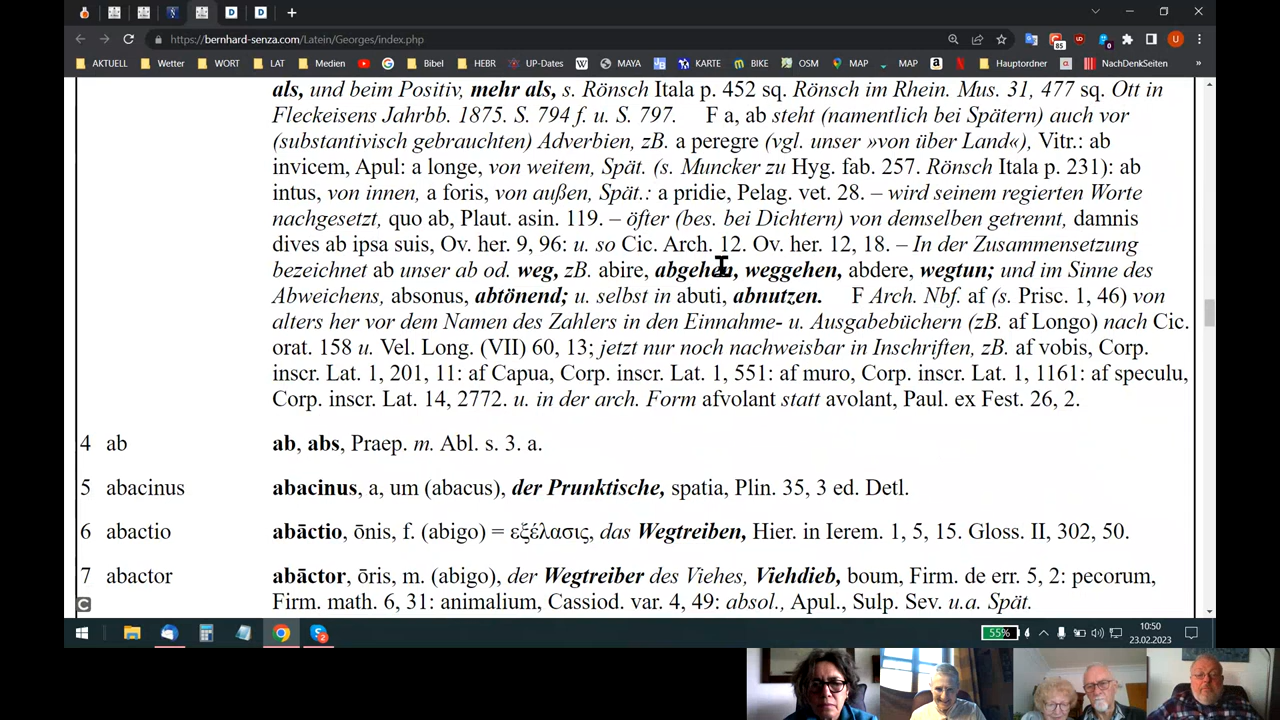 https://bernhard-senza.com/Latein/Georges/index.php
85
0
U
AKTUELL Wetter WORT LAT Medien Bibel HEBR UP-Dates MAYA KARTE BIKE OSM MAP MAP Hauptordner NachDenkSeiten »
als, und beim Positiv, mehr als, s. Rönsch Itala p. 452 sq. Rönsch im Rhein. Mus. 31, 477 sq. Ott in
Fleckeisens Jahrbb. 1875. S. 794 f. u. S. 797. F a, ab steht (namentlich bei Spätern) auch vor
(substantivisch gebrauchten) Adverbien, zB. a peregre (vgl. unser »von über Land«), Vitr.: ab
invicem, Apul: a longe, von weitem, Spät. (s. Muncker zu Hyg. fab. 257. Rönsch Itala p. 231): ab
intus, von innen, a foris, von außen, Spät.: a pridie, Pelag. vet. 28. – wird seinem regierten Worte
nachgesetzt, quo ab, Plaut. asin. 119. – öfter (bes. bei Dichtern) von demselben getrennt, damnis
dives ab ipsa suis, Ov. her. 9, 96: u. so Cic. Arch. 12. Ov. her. 12, 18. – In der Zusammensetzung
bezeichnet ab unser ab od. weg, zB. abire, abgehen, weggehen, abdere, wegtun; und im Sinne des
Abweichens, absonus, abtönend; u. selbst in abuti, abnutzen. F Arch. Nbf. af (s. Prisc. 1, 46) von
alters her vor dem Namen des Zahlers in den Einnahme- u. Ausgabebüchern (zB. af Longo) nach Cic.
orat. 158 u. Vel. Long. (VII) 60, 13; jetzt nur noch nachweisbar in Inschriften, zB. af vobis, Corp.
inscr. Lat. 1, 201, 11: af Capua, Corp. inscr. Lat. 1, 551: af muro, Corp. inscr. Lat. 1, 1161: af speculu,
Corp. inscr. Lat. 14, 2772. u. in der arch. Form afvolant statt avolant, Paul. ex Fest. 26, 2.
4 ab ab, abs, Praep. m. Abl. s. 3. a.
5 abacinus abacinus, a, um (abacus), der Prunktische, spatia, Plin. 35, 3 ed. Detl.
6 abactio abāctio, ōnis, f. (abigo) = εξέλασις, das Wegtreiben, Hier. in Ierem. 1, 5, 15. Gloss. II, 302, 50.
7 abactor abāctor, ōris, m. (abigo), der Wegtreiber des Viehes, Viehdieb, boum, Firm. de err. 5, 2: pecorum,
Firm. math. 6, 31: animalium, Cassiod. var. 4, 49: absol., Apul., Sulp. Sev. u.a. Spät.
55%
10:50
23.02.2023